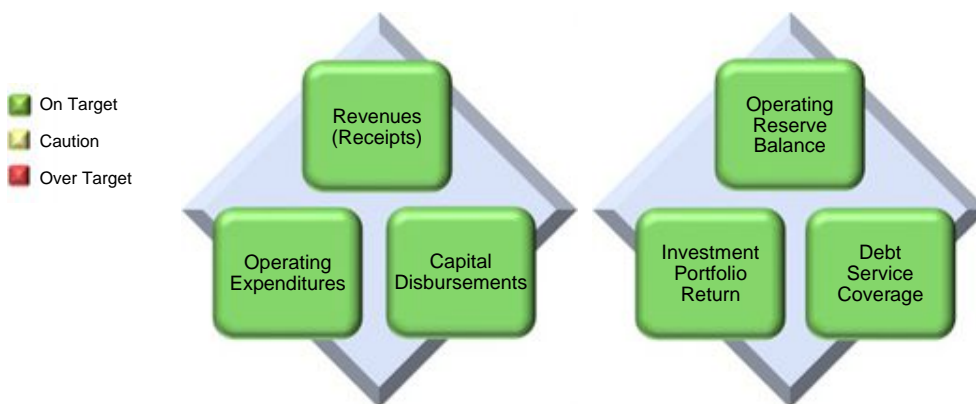 On Target
Caution
Over Target
Revenues
(Receipts)
Operating
Expenditures
Capital
Disbursements
Operating
Reserve
Balance
Investment
Portfolio
Return
Debt
Service
Coverage